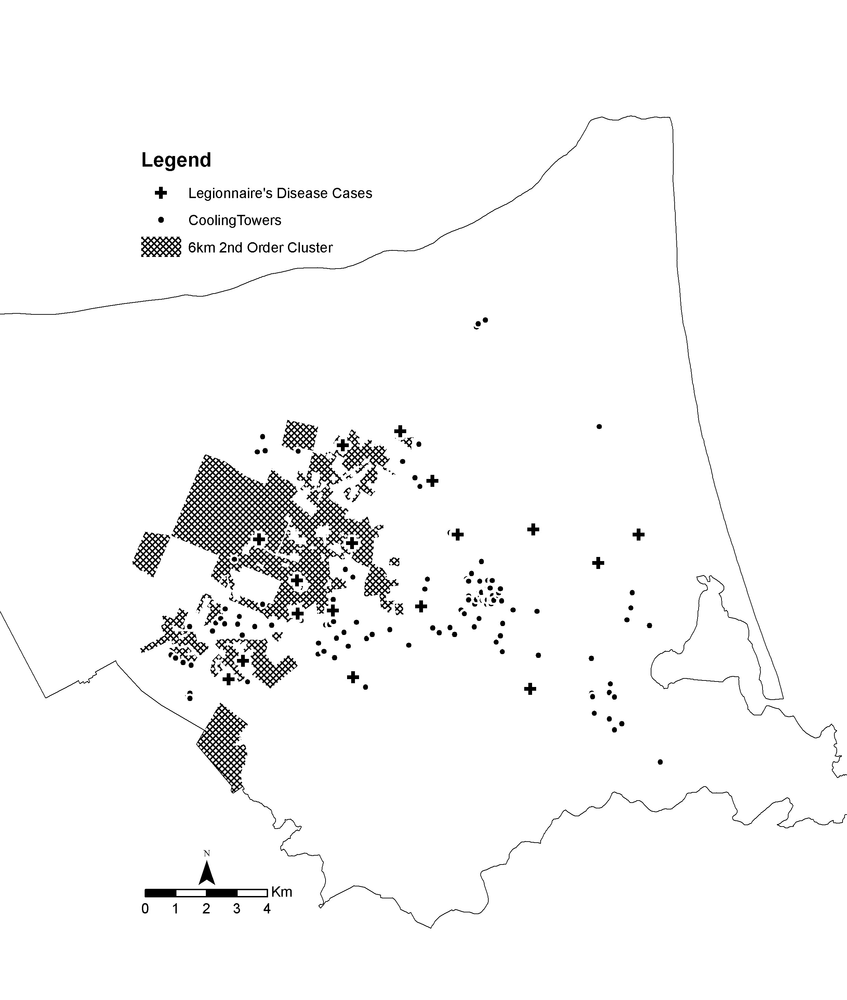 Legend
Legionnaire's Disease Cases
CoolingTowers
6km 2nd Order Cluster
N
Km
0 1 2 3 4